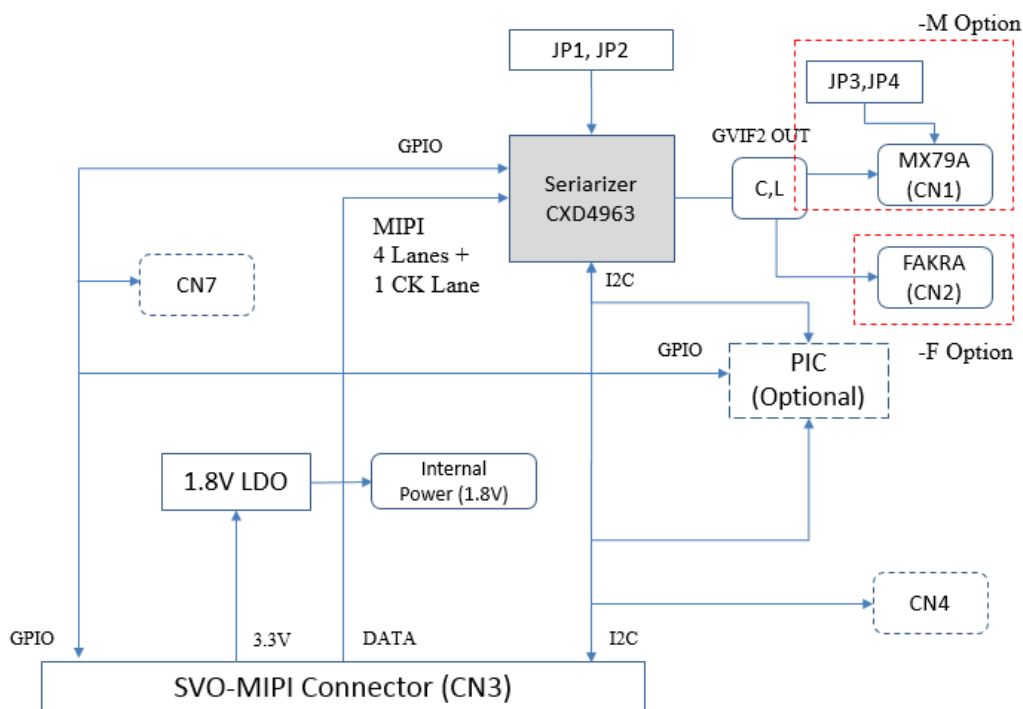 -M Option
JP1, JP2
JP3,JP4
GPIO
GVIF2 OUT
MX79A
(CN1)
Seriarizer
CXD4963
C,L
MIPI
4 Lanes +
1 CK Lane
FAKRA
(CN2)
I2C
CN7
-F Option
GPIO
PIC
(Optional)
1.8V LDO
Internal
Power (1.8V)
CN4
GPIO
3.3V
DATA
I2C
SVO-MIPI Connector (CN3)